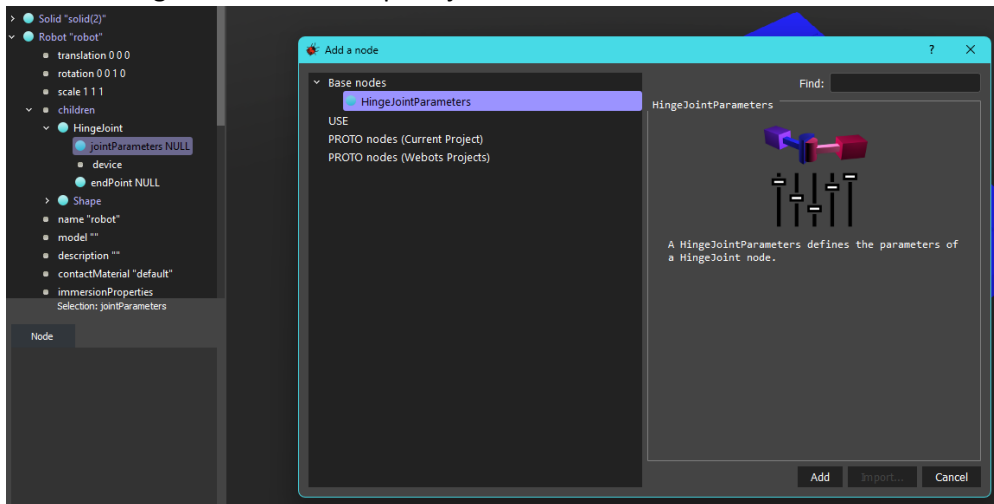 Solid "solid(2)"
Robot "robot"
translation 0 0 0
rotation 0 0 1 0
scale 1 1 1
children
HingeJoint
jointParameters NULL
device
endPoint NULL
Shape
name "robot"
model ""
description ""
contactMaterial "default"
immersionProperties
Selection: jointParameters
Node
Add a node
? X
Base nodes
HingeJointParameters
USE
PROTO nodes (Current Project)
PROTO nodes (Webots Projects)
Find:
HingeJointParameters
A HingeJointParameters defines the parameters of
a HingeJoint node.
Add Import... Cancel